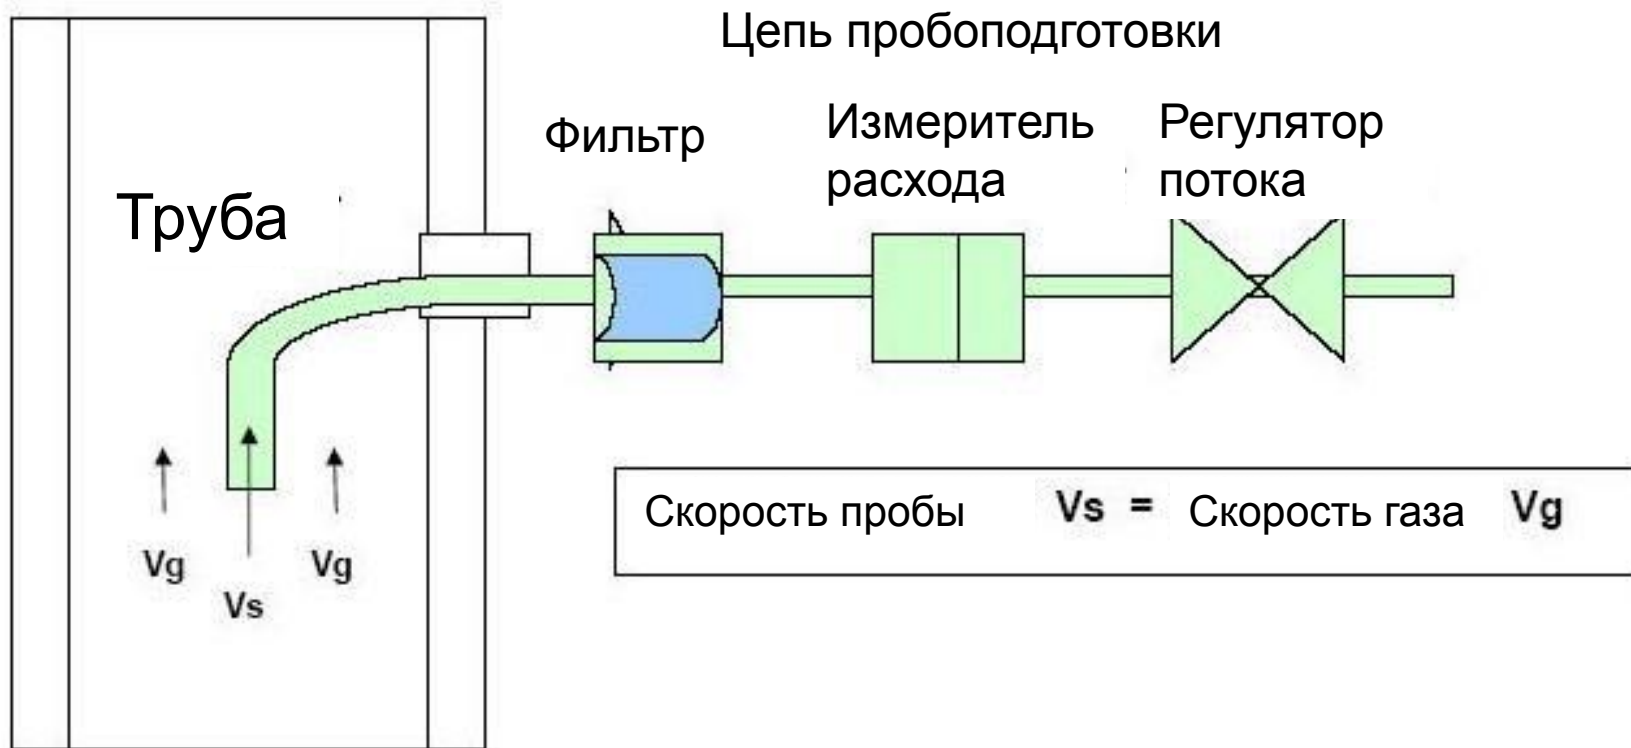 Цепь пробоподготовки
Фильтр
Измеритель
расхода
Регулятор
потока
Труба
Vg
Vs
Vg
Скорость пробы Vs = Скорость газа Vg